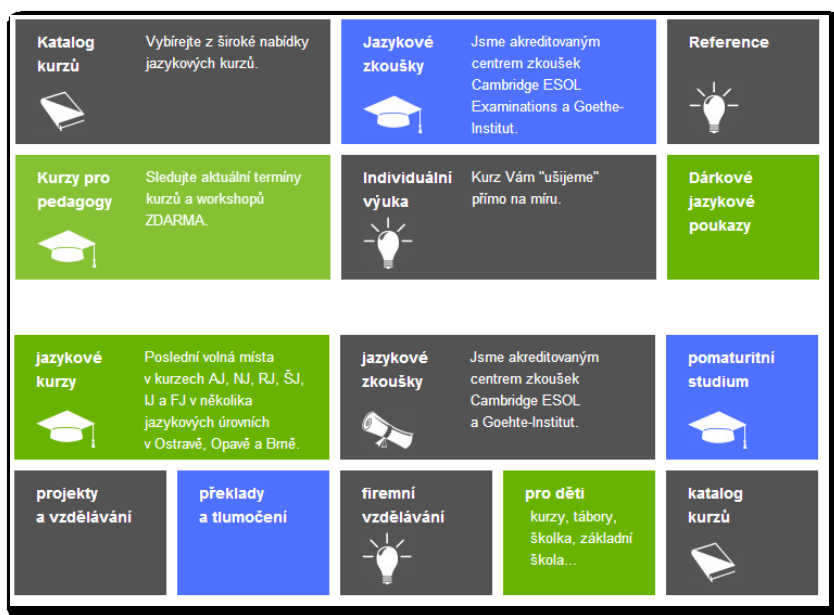 Katalog
kurzů
Vybírejte z široké nabídky
jazykových kurzů.
Jazykové
zkoušky
Jsme akreditovaným
centrem zkoušek
Cambridge ESOL
Examinations a Goethe-
Institut.
Reference
Kurzy pro
pedagogy
Sledujte aktuální termíny
kurzů a workshopů
ZDARMA.
Individuální
výuka
Kurz Vám "ušijeme"
přímo na míru.
Dárkové
jazykové
poukazy
jazykové
kurzy
Poslední volná místa
v kurzech AJ, NJ, RJ, ŠJ,
IJ a FJ v několika
jazykových úrovních
v Ostravě, Opavě a Brně.
jazykové
zkoušky
Jsme akreditovaným
centrem zkoušek
Cambridge ESOL
a Goehte-Institut.
pomaturitní
studium
projekty
a vzdělávání
překlady
a tlumočení
firemní
vzdělávání
pro děti
kurzy, tábory,
školka, základní
škola...
katalog
kurzů